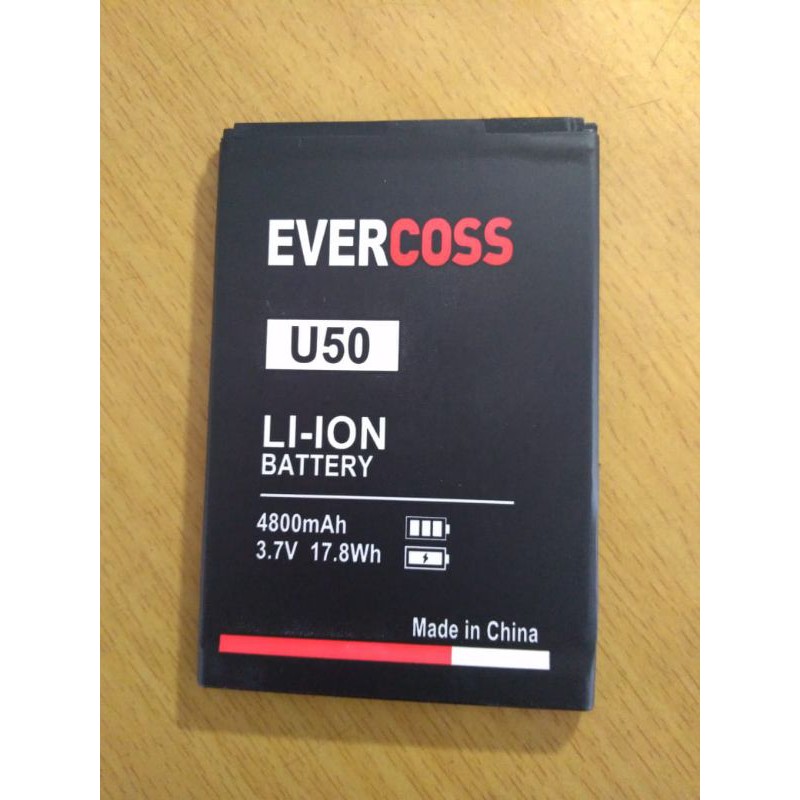 EVERCOSS
U50
LI-ION
BATTERY
4800mAh
3.7V 17.8Wh
Made in China